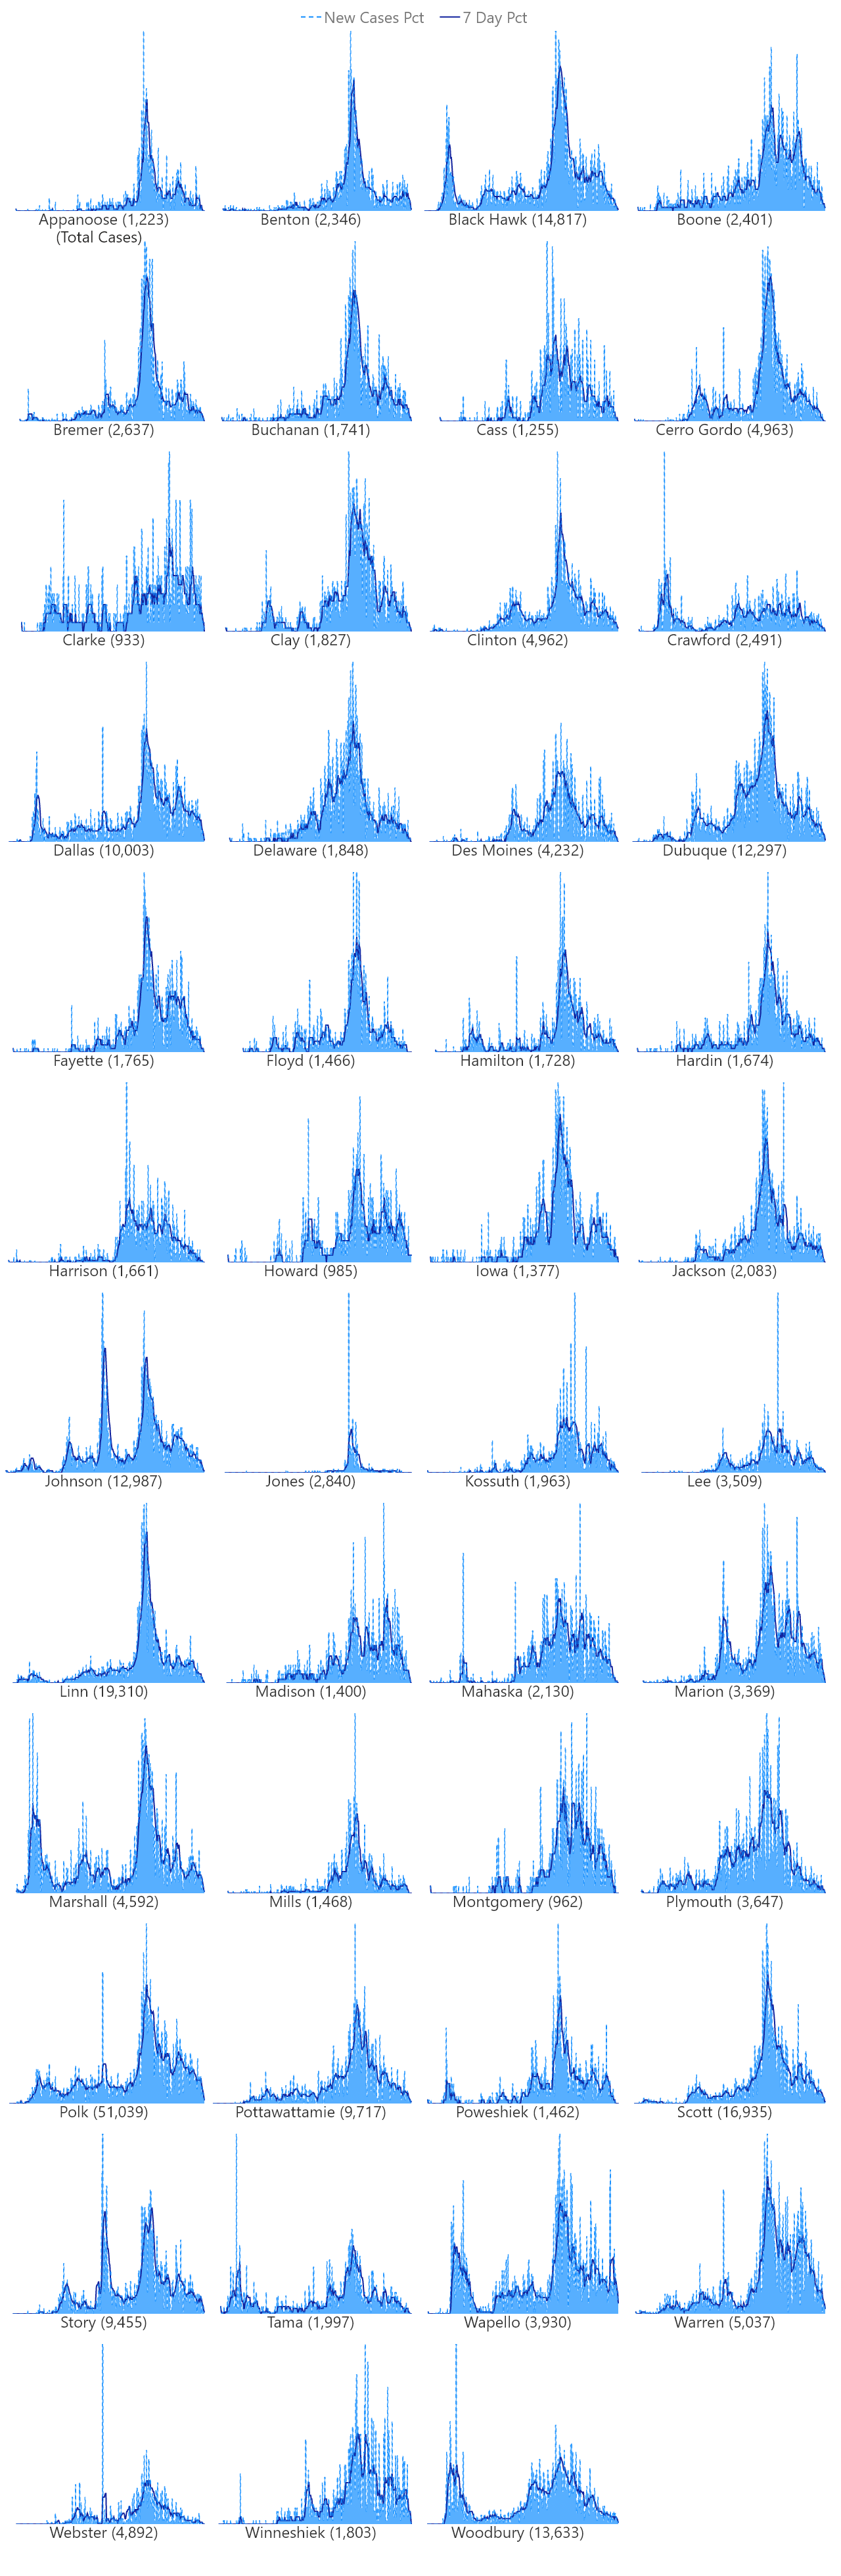 New Cases Pct 7 Day Pct
Appanoose (1,223) Benton (2,346) Black Hawk (14,817) Boone (2,401)
(Total Cases)
Bremer (2,637) Buchanan (1,741) Cass (1,255) Cerro Gordo (4,963)
Clarke (933) Clay (1,827) Clinton (4,962) Crawford (2,491)
Dallas (10,003) Delaware (1,848) Des Moines (4,232) Dubuque (12,297)
Fayette (1,765) Floyd (1,466) Hamilton (1,728) Hardin (1,674)
Harrison (1,661) Howard (985) Iowa (1,377) Jackson (2,083)
Johnson (12,987) Jones (2,840) Kossuth (1,963) Lee (3,509)
Linn (19,310) Madison (1,400) Mahaska (2,130) Marion (3,369)
Marshall (4,592) Mills (1,468) Montgomery (962) Plymouth (3,647)
Polk (51,039) Pottawattamie (9,717) Poweshiek (1,462) Scott (16,935)
Story (9,455) Tama (1,997) Wapello (3,930) Warren (5,037)
Webster (4,892) Winneshiek (1,803) Woodbury (13,633)